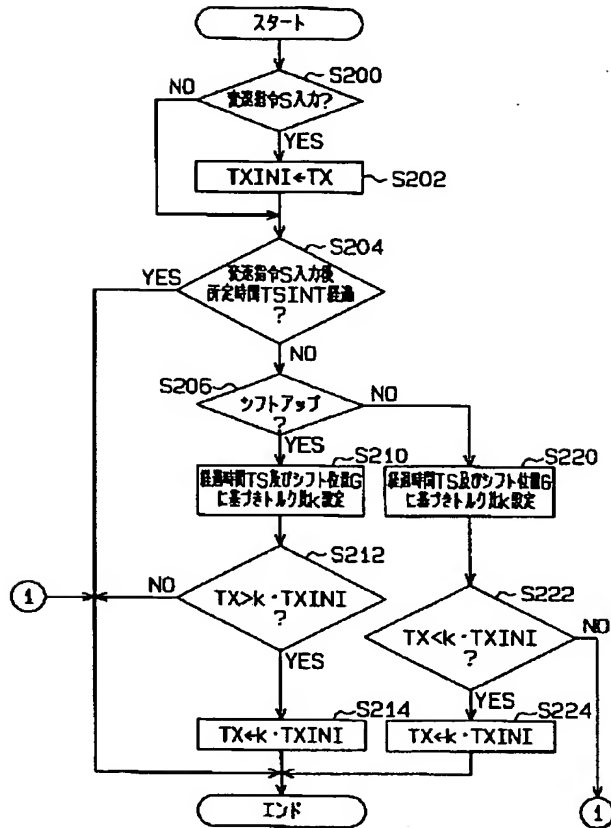 スタート
S200
NO
変速指令S入力?
YES
TXINI←TX
S202
S204
YES
変速指令S入力後
所定時間TSINT経過
?
NO
S206
シフトアップ
?
NO
YES
S210
S220
経過時間TS及びシフト位置G
に基づきトルク比k設定
経過時間TS及びシフト位置G
に基づきトルク比k設定
S212
S222
1
NO
TX>k・TXINI
?
TX<k・TXINI
?
NO
YES
YES
S214
S224
TX←k・TXINI
TX←k・TXINI
エンド
1